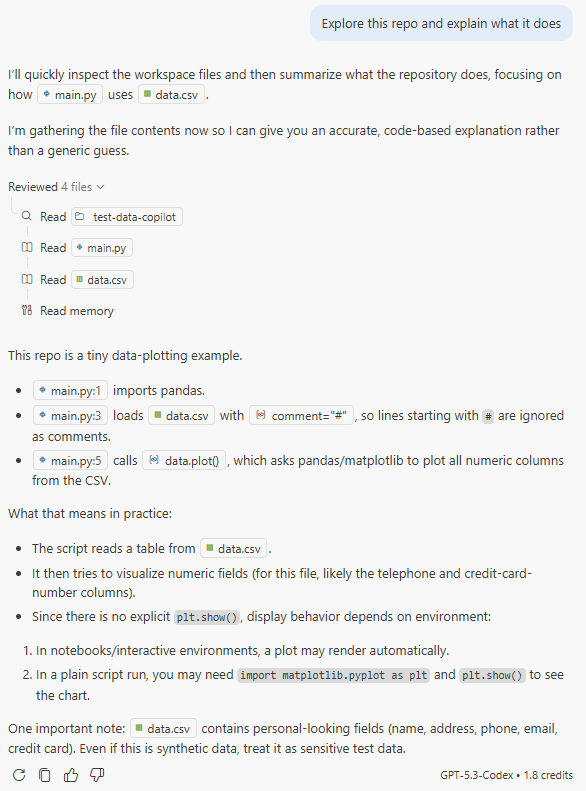 Explore this repo and explain what it does
I'll quickly inspect the workspace files and then summarize what the repository does, focusing on
how main.py uses data.csv .
I'm gathering the file contents now so I can give you an accurate, code-based explanation rather
than a generic guess.
Reviewed 4 files
Read test-data-copilot
Read main.py
Read data.csv
Read memory
This repo is a tiny data-plotting example.
• main.py:1 imports pandas.
• main.py:3 loads data.csv with comment="#" , so lines starting with # are ignored
as comments.
• main.py:5 calls data.plot() , which asks pandas/matplotlib to plot all numeric columns
from the CSV.
What that means in practice:
• The script reads a table from data.csv .
• It then tries to visualize numeric fields (for this file, likely the telephone and credit-card-
number columns).
• Since there is no explicit plt.show() , display behavior depends on environment:
1. In notebooks/interactive environments, a plot may render automatically.
2. In a plain script run, you may need import matplotlib.pyplot as plt and plt.show() to see
the chart.
One important note: data.csv contains personal-looking fields (name, address, phone, email,
credit card). Even if this is synthetic data, treat it as sensitive test data.
GPT-5.3-Codex • 1.8 credits